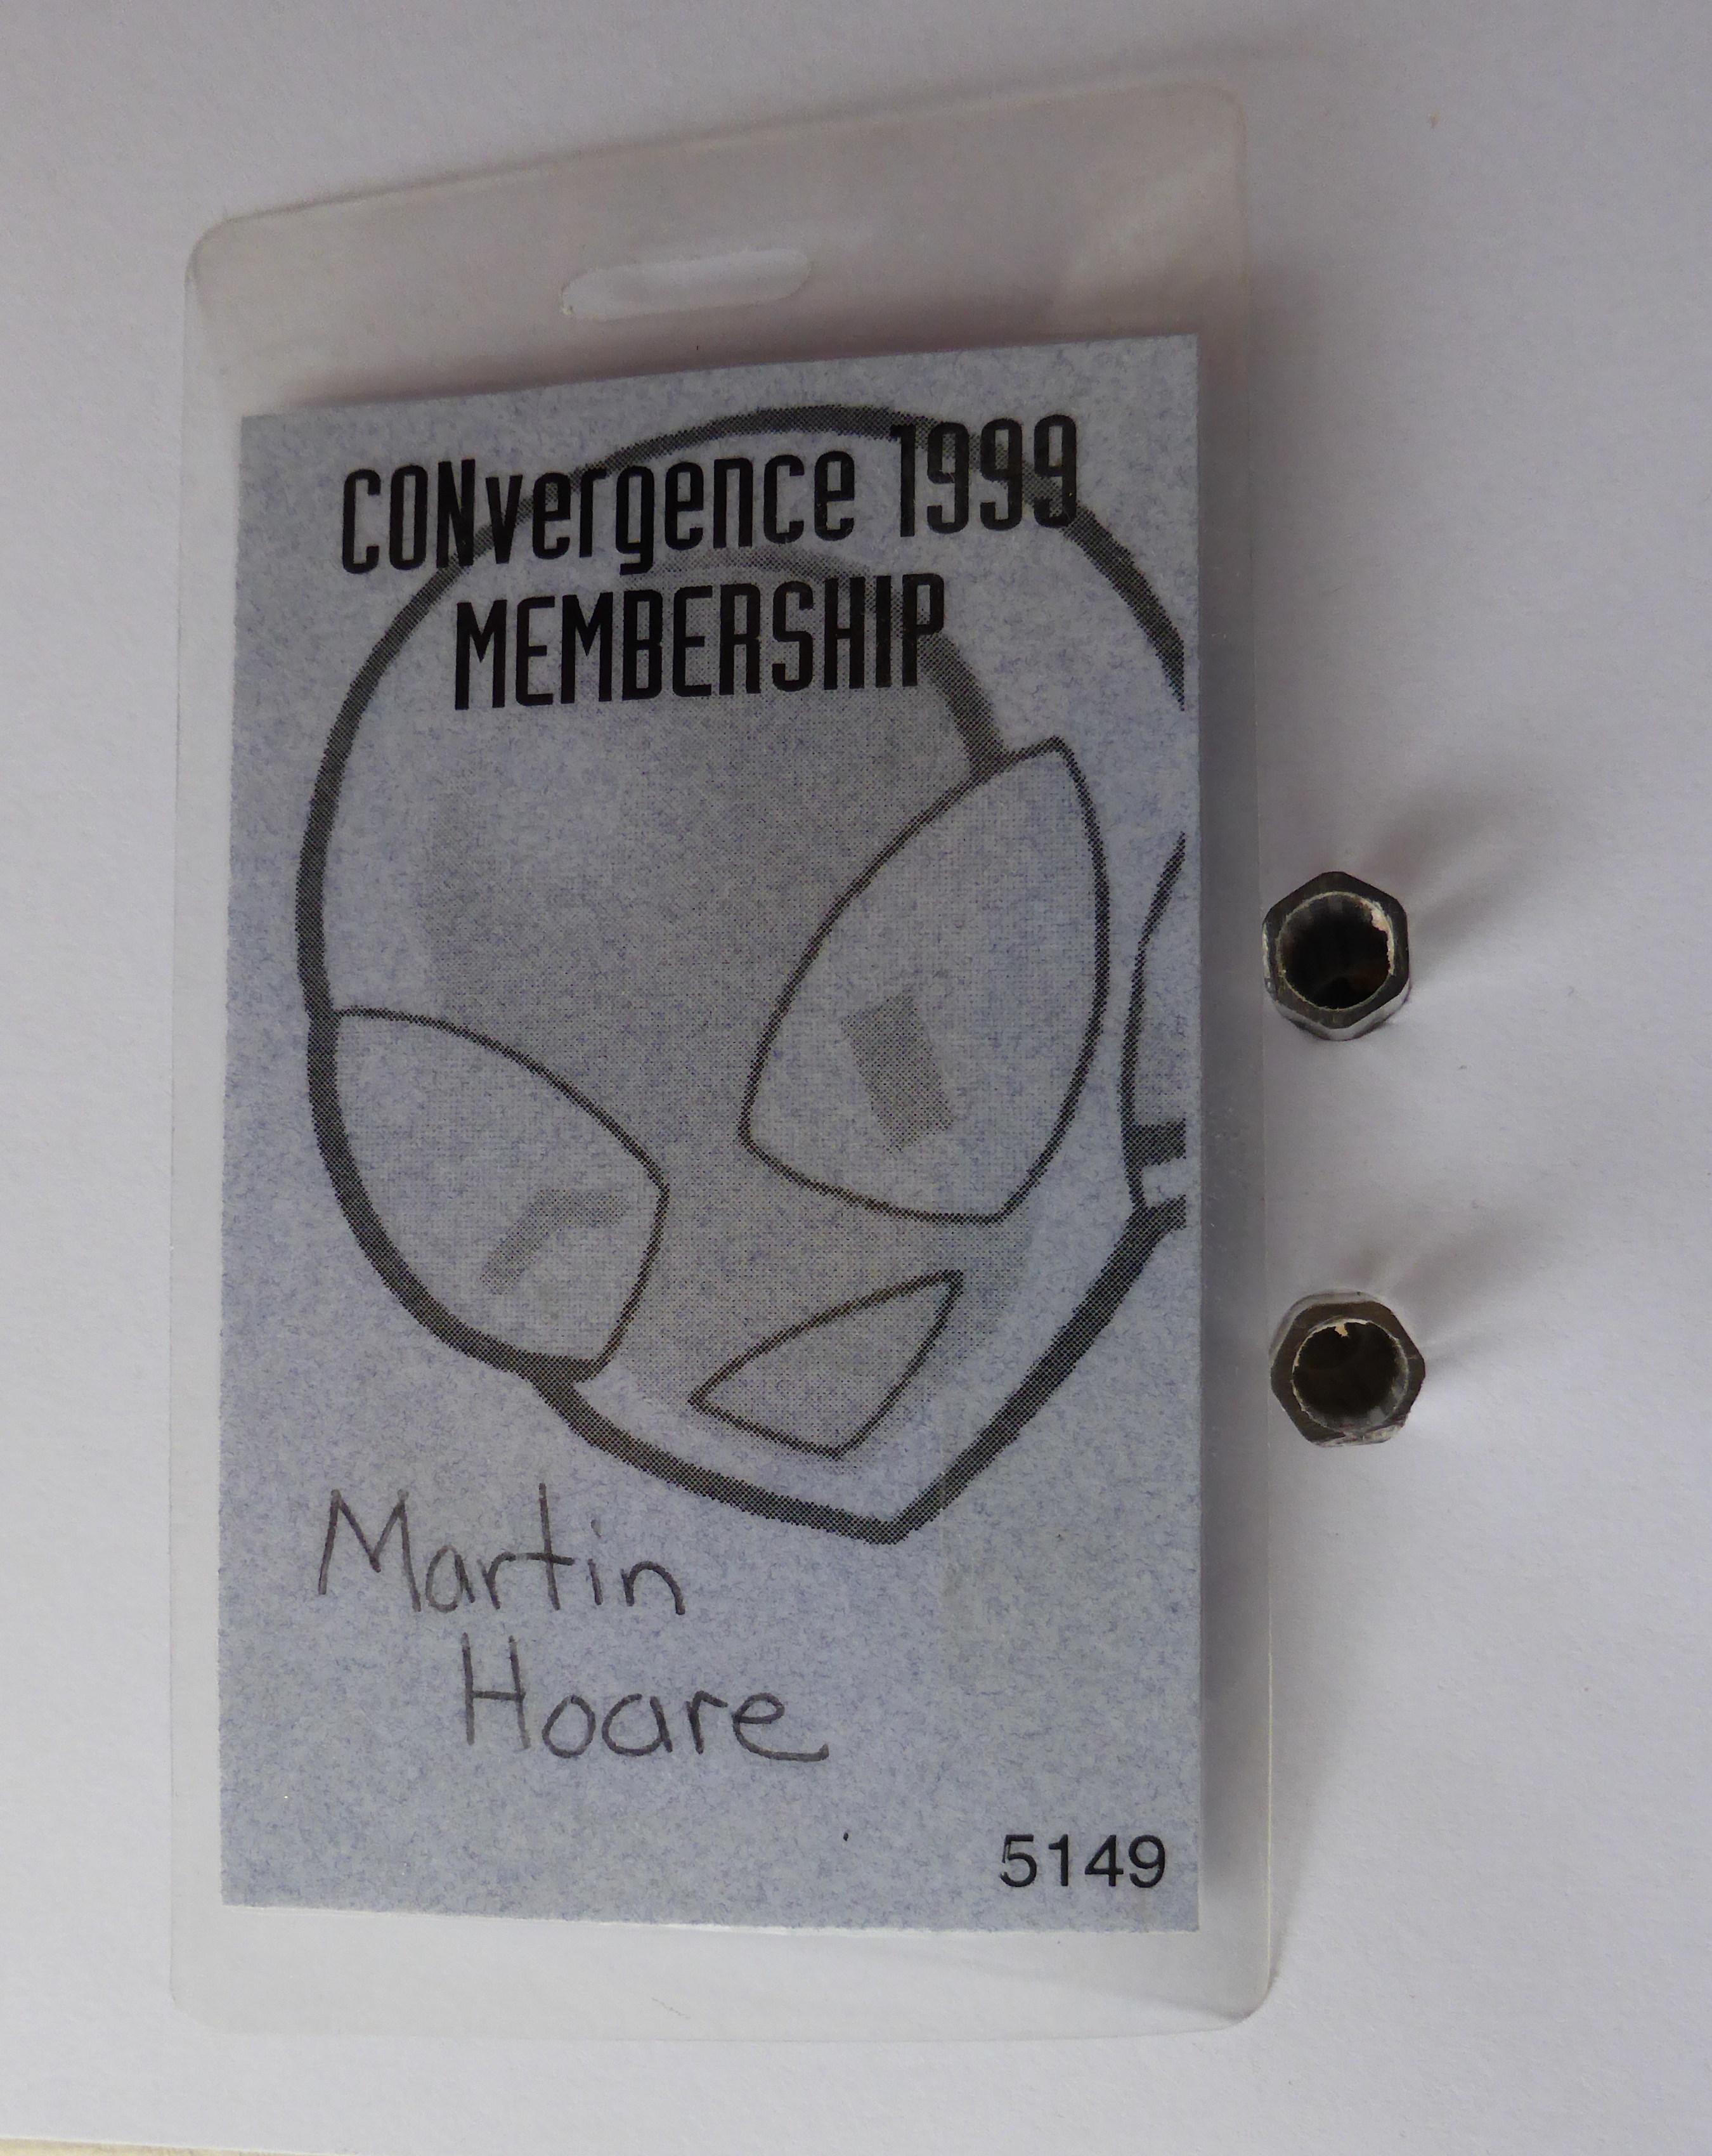 CONvergence 1999
MEMBERSHIP
Martin
Hoare
5149